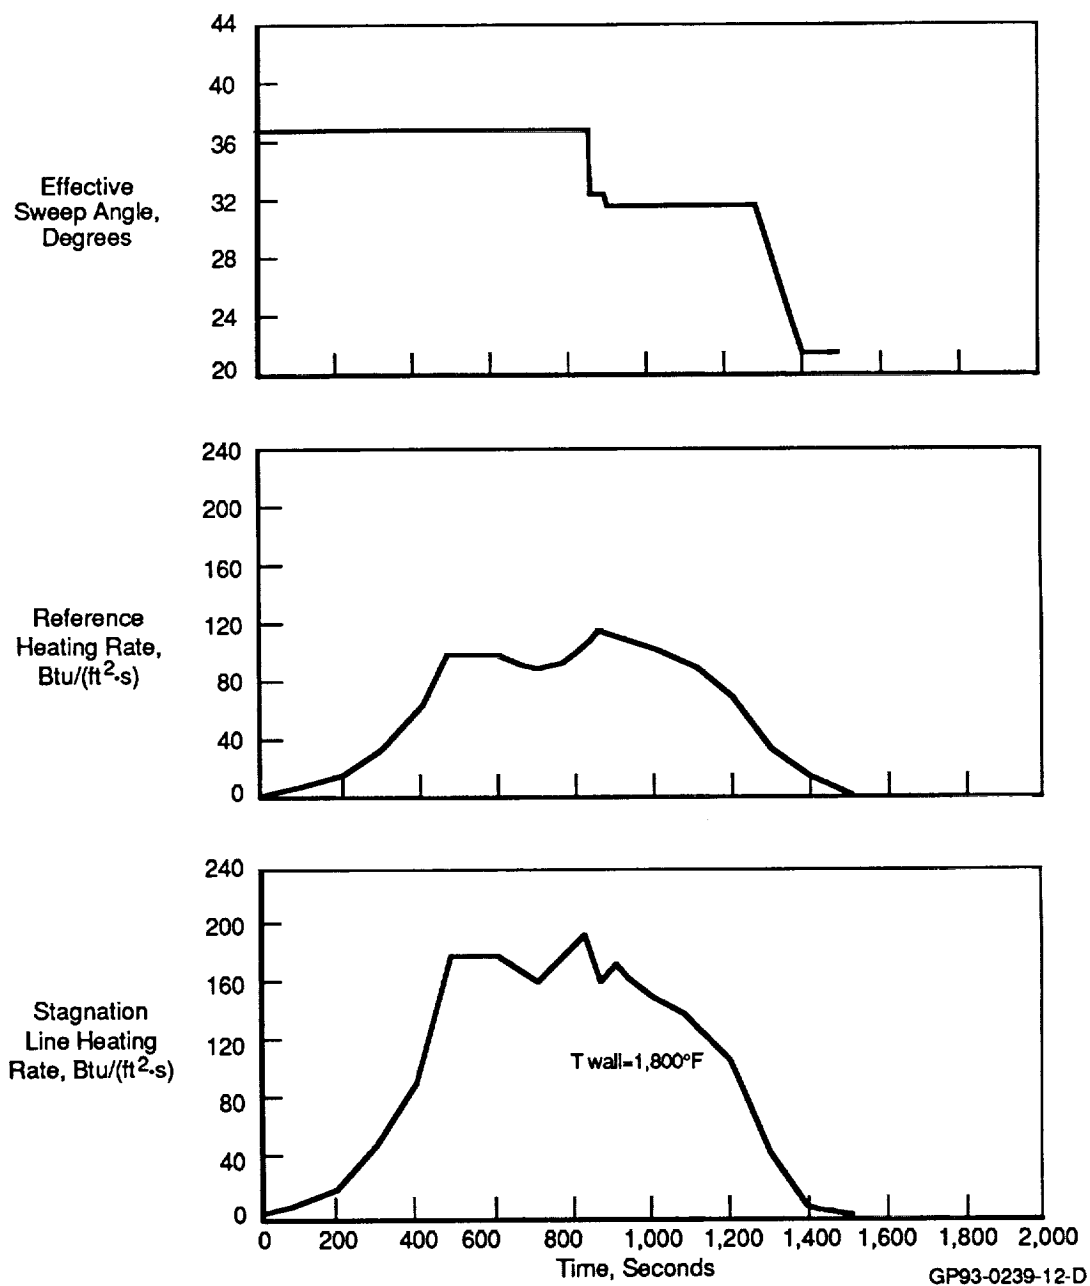 44
40
36
32
28
24
20
Effective
Sweep Angle,
Degrees
240
200
160
120
80
40
0
Reference
Heating Rate,
Btu/(ft2·s)
240
200
160
120
80
40
0
Stagnation
Line Heating
Rate, Btu/(ft2·s)
T wall=1,800°F
0 200 400 600 800 1,000 1,200 1,400 1,600 1,800 2,000
Time, Seconds
GP93-0239-12-D